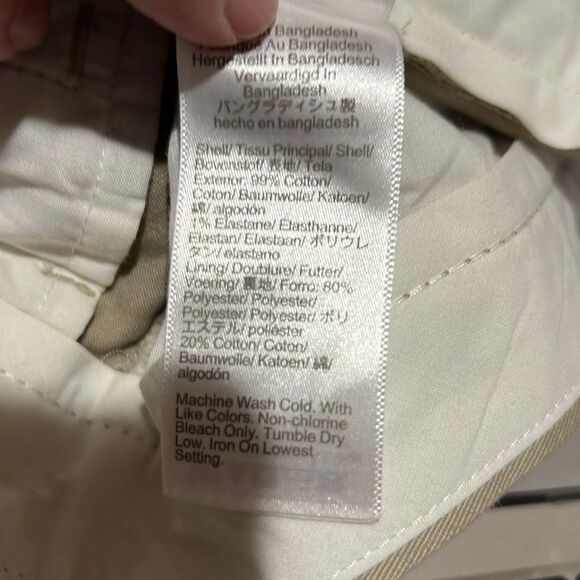 in Bangladesh
Fabriqué Au Bangladesh
Hergestellt In Bangladesch
Vervaardigd In
Bangladesh
バングラディシュ製
hecho en bangladesh
Shell/ Tissu Principal/ Shell/
Bovenstof/ 表地/ Tela
Exterior: 99% Cotton/
Coton/ Baumwolle/ Katoen/
綿/ algodón
1% Elastane/ Élasthanne/
Elastan/ Elastaan/ ポリウレ
タン/ elastano
Lining/ Doublure/ Futter/
Voering/ 裏地/ Forro: 80%
Polyester/ Polyester/
Polyester/ Polyester/ ポリ
エステル/ poliéster
20% Cotton/ Coton/
Baumwolle/ Katoen/ 綿/
algodón
Machine Wash Cold. With
Like Colors. Non-chlorine
Bleach Only. Tumble Dry
Low. Iron On Lowest
Setting.